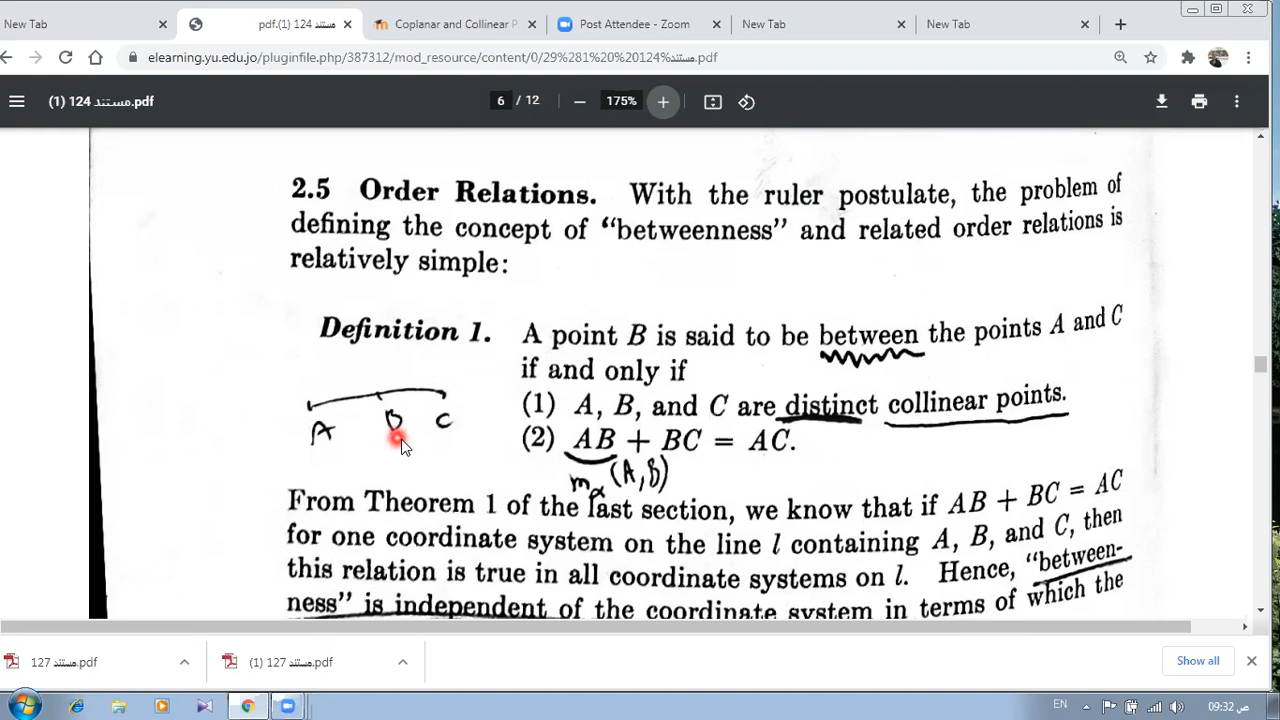 New Tab
pdf.(1) 124 مستند
Coplanar and Collinear P
Post Attendee - Zoom
New Tab
New Tab
elearning.yu.edu.jo/pluginfile.php/387312/mod_resource/content/0/29%281%20%20124%مستند.pdf
(1) 124 مستند.pdf
6 / 12
175%
2.5 Order Relations. With the ruler postulate, the problem of
defining the concept of “betweenness” and related order relations is
relatively simple:
Definition 1. A point B is said to be between the points A and C
if and only if
(1) A, B, and C are distinct collinear points.
(2) AB + BC = AC.
A B C
m (A,B)
From Theorem 1 of the last section, we know that if AB + BC = AC
for one coordinate system on the line l containing A, B, and C, then
this relation is true in all coordinate systems on l. Hence, “between-
ness” is independent of the coordinate system in terms of which the
127 مستند.pdf
(1) 127 مستند.pdf
Show all
EN
09:32 ص